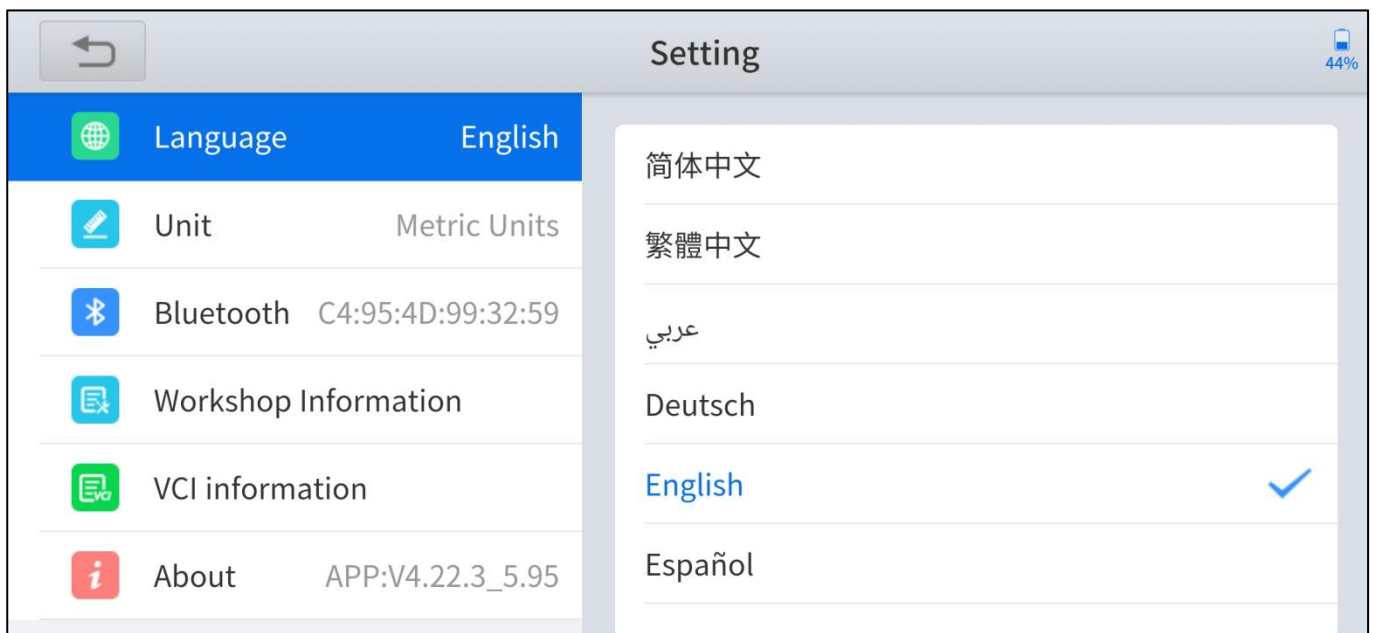 Setting
44%
Language English
Unit Metric Units
Bluetooth C4:95:4D:99:32:59
Workshop Information
VCI information
About APP:V4.22.3_5.95
简体中文
繁體中文
عربي
Deutsch
English
Español